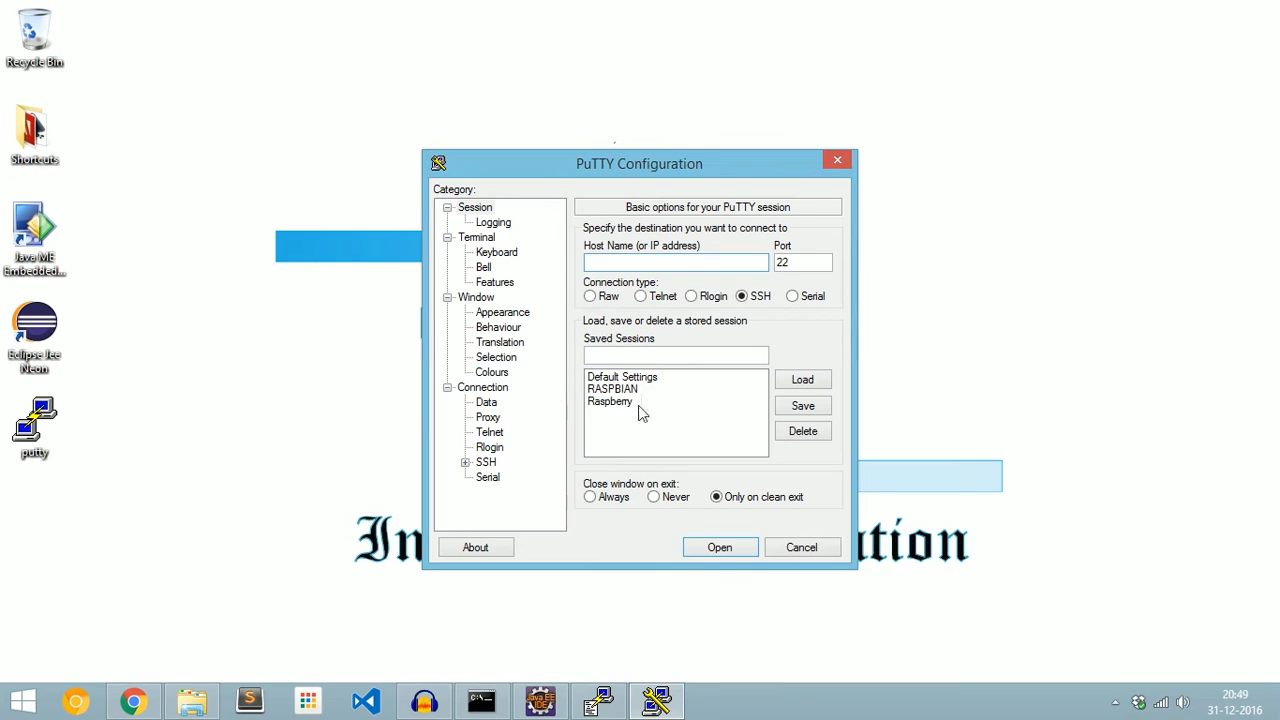 Recycle Bin
Shortcuts
Java ME
Embedded...
Eclipse Jee
Neon
putty
PuTTY Configuration
Category:
Session
Logging
Terminal
Keyboard
Bell
Features
Window
Appearance
Behaviour
Translation
Selection
Colours
Connection
Data
Proxy
Telnet
Rlogin
SSH
Serial
Basic options for your PuTTY session
Specify the destination you want to connect to
Host Name (or IP address) Port
22
Connection type:
Raw Telnet Rlogin SSH Serial
Load, save or delete a stored session
Saved Sessions
Default Settings
RASPBIAN
Raspberry
Load
Save
Delete
Close window on exit:
Always Never Only on clean exit
About Open Cancel
In ation
S
C:\
Java EE
IDE
20:49
31-12-2016